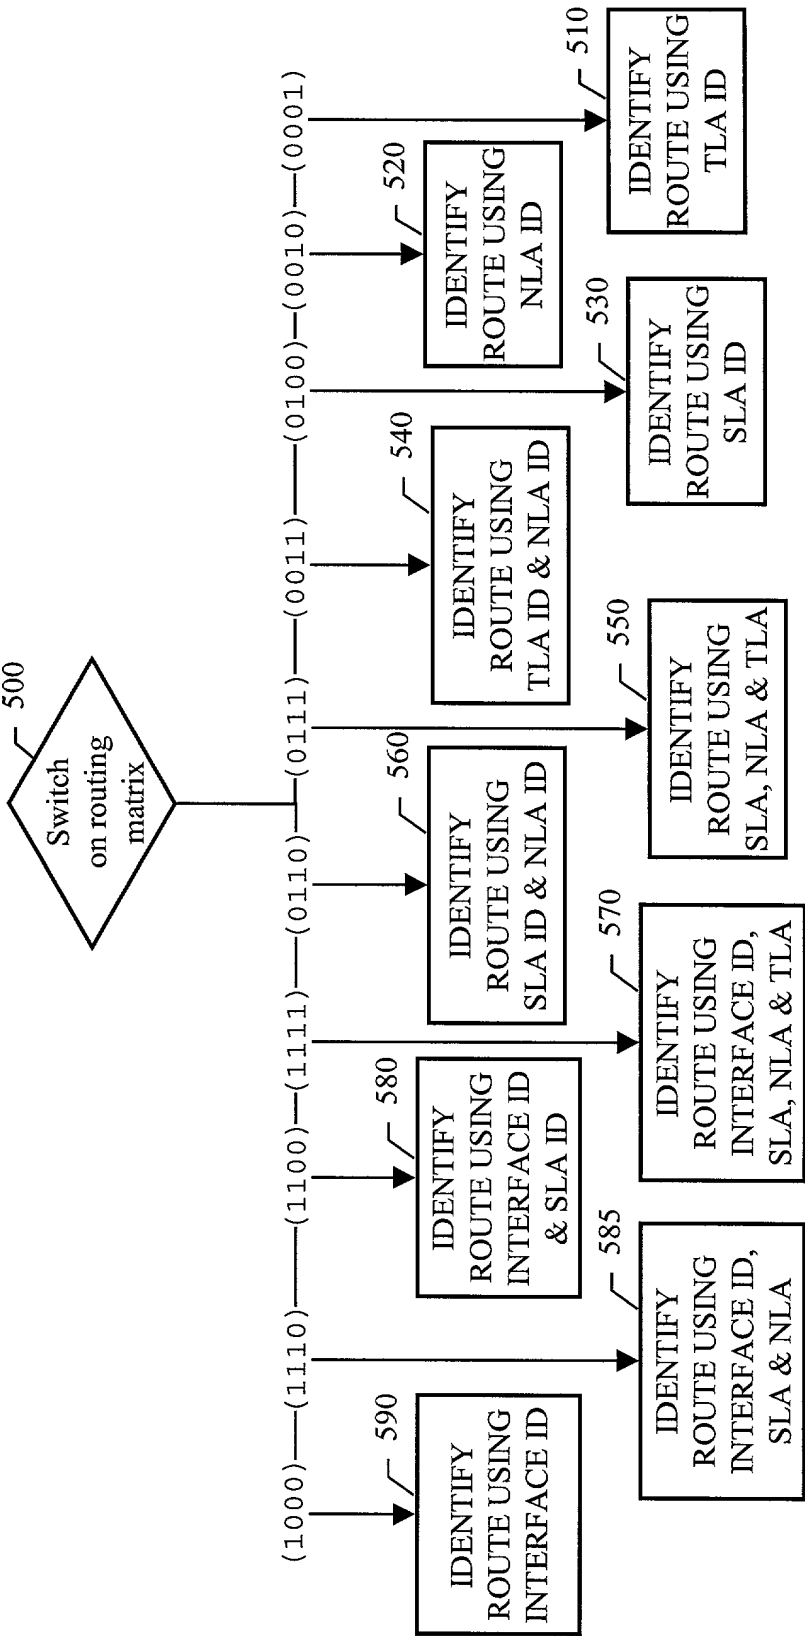 500
Switch
on routing
matrix
(1000)—(1110)—(1100)—(1111)—(0110)—(0111)—(0011)—(0100)—(0010)—(0001)
590
IDENTIFY
ROUTE USING
INTERFACE ID
580
IDENTIFY
ROUTE USING
INTERFACE ID
& SLA ID
560
IDENTIFY
ROUTE USING
SLA ID & NLA ID
540
IDENTIFY
ROUTE USING
TLA ID & NLA ID
520
IDENTIFY
ROUTE USING
NLA ID
585
IDENTIFY
ROUTE USING
INTERFACE ID,
SLA & NLA
570
IDENTIFY
ROUTE USING
INTERFACE ID,
SLA, NLA & TLA
550
IDENTIFY
ROUTE USING
SLA, NLA & TLA
530
IDENTIFY
ROUTE USING
SLA ID
510
IDENTIFY
ROUTE USING
TLA ID